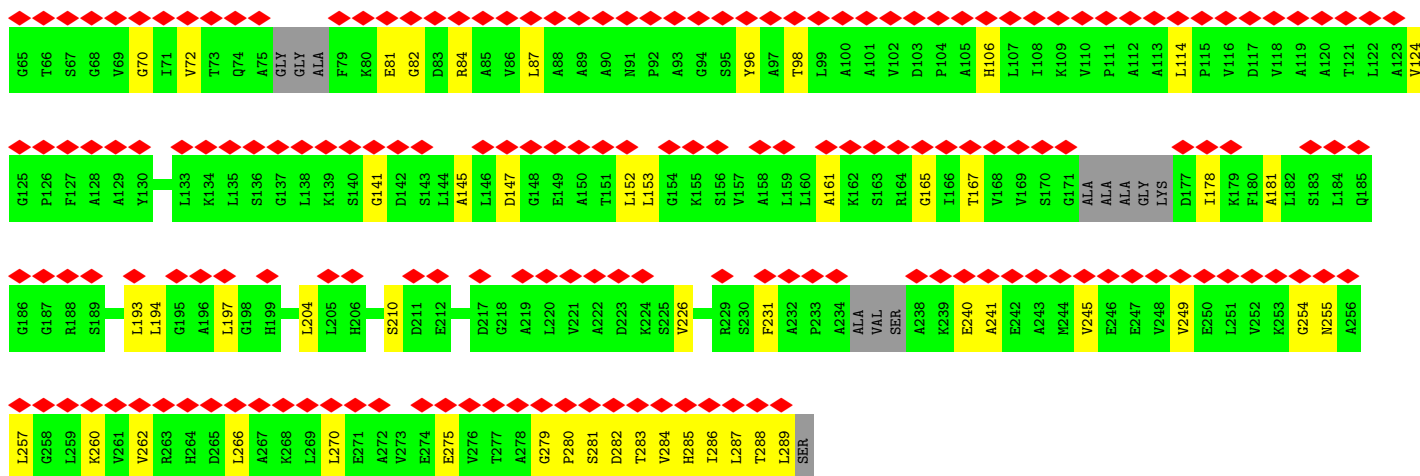 G65 T66 S67 G68 V69 G70 I71 V72 T73 Q74 A75 GLY GLY ALA F79 K80 E81 G82 D83 R84 A85 V86 L87 A88 A89 A90 N91 P92 A93 G94 S95 Y96 A97 T98 L99 A100 A101 V102 D103 P104 A105 H106 L107 I108 K109 V110 P111 A112 A113 L114 P115 V116 D117 V118 A119 A120 T121 L122 A123 V124
G125 P126 F127 A128 A129 Y130 L133 K134 L135 S136 G137 L138 K139 S140 G141 D142 S143 L144 A145 L146 D147 G148 E149 A150 T151 L152 L153 G154 K155 S156 V157 A158 L159 L160 A161 K162 S163 R164 G165 I166 T167 V168 V169 S170 G171 ALA ALA ALA GLY LYS D177 I178 K179 F180 A181 L182 S183 L184 Q185
G186 G187 R188 S189 L193 L194 G195 A196 L197 G198 H199 L204 L205 H206 S210 D211 E212 D217 G218 A219 L220 V221 A222 D223 K224 S225 V226 R229 S230 F231 A232 P233 A234 ALA VAL SER A238 K239 E240 A241 E242 A243 M244 V245 E246 E247 V248 V249 E250 L251 V252 K253 G254 N255 A256
L257 G258 L259 K260 V261 V262 R263 H264 D265 L266 A267 K268 L269 L270 E271 A272 V273 E274 E275 V276 T277 A278 G279 P280 S281 D282 T283 V284 H285 I286 L287 T288 L289 SER